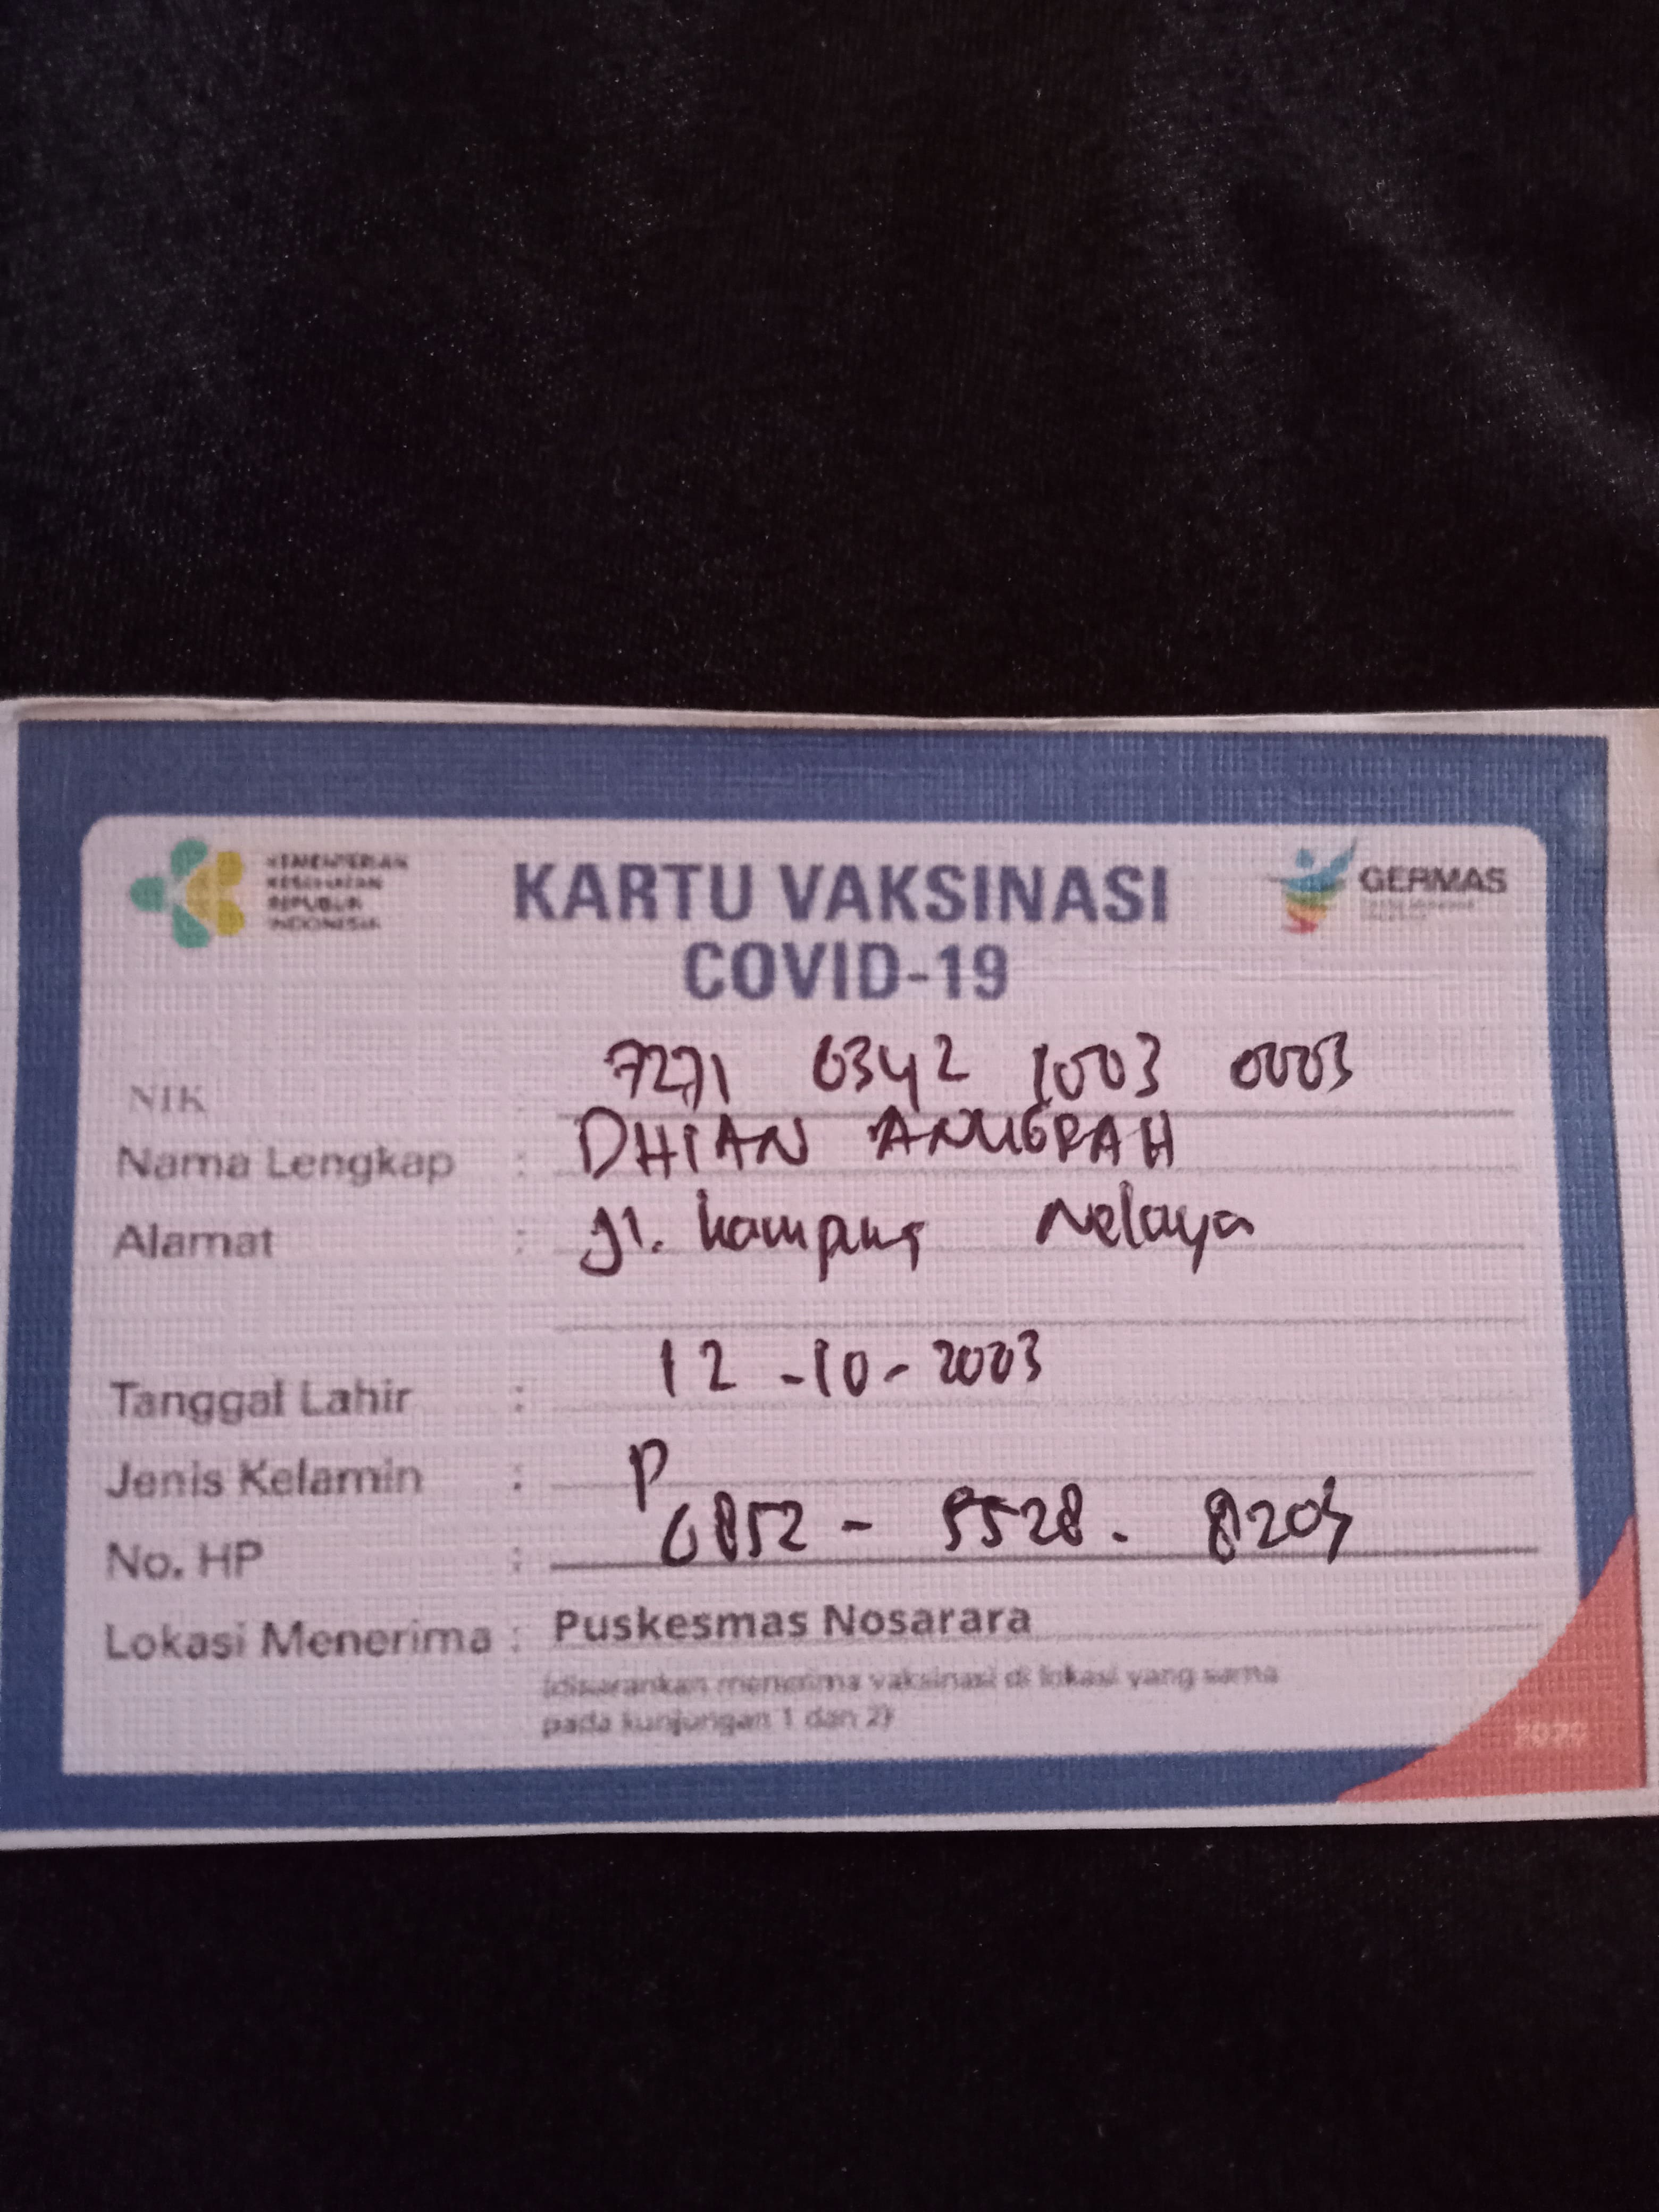 KEMENTERIAN
KESEHATAN
REPUBLIK
INDONESIA
KARTU VAKSINASI
COVID-19
GERMAS
NIK : 7271 0342 1003 0003
Nama Lengkap : DHIAN ANUGRAH
Alamat : Jl. kampung Nelaya
Tanggal Lahir : 12-10-2003
Jenis Kelamin : P
No. HP : 0852 - 5528. 8205
Lokasi Menerima : Puskesmas Nosarara
(disarankan menerima vaksinasi di lokasi yang sama
pada kunjungan 1 dan 2)
2020